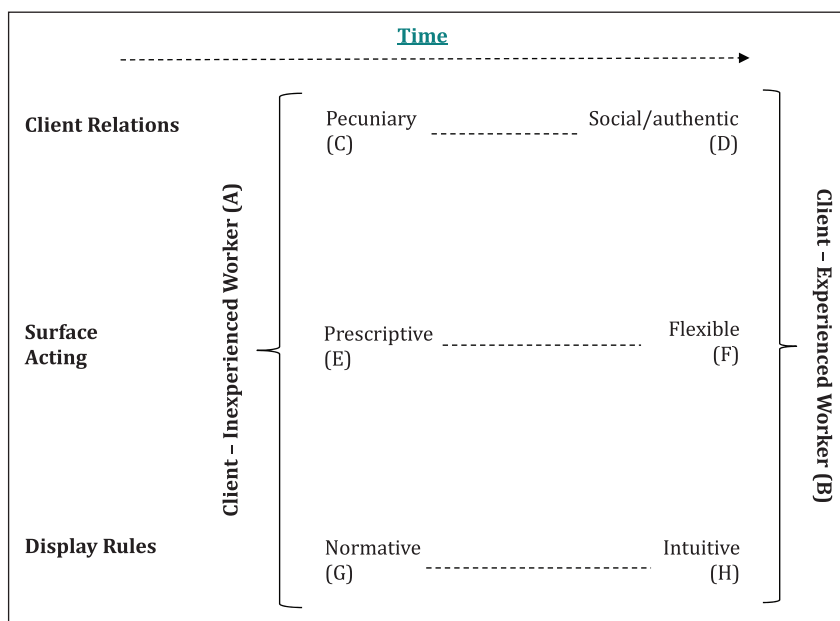 Time
Client Relations
Pecuniary
(C)
Social/authentic
(D)
Client – Inexperienced Worker (A)
Client – Experienced Worker (B)
Surface
Acting
Prescriptive
(E)
Flexible
(F)
Display Rules
Normative
(G)
Intuitive
(H)